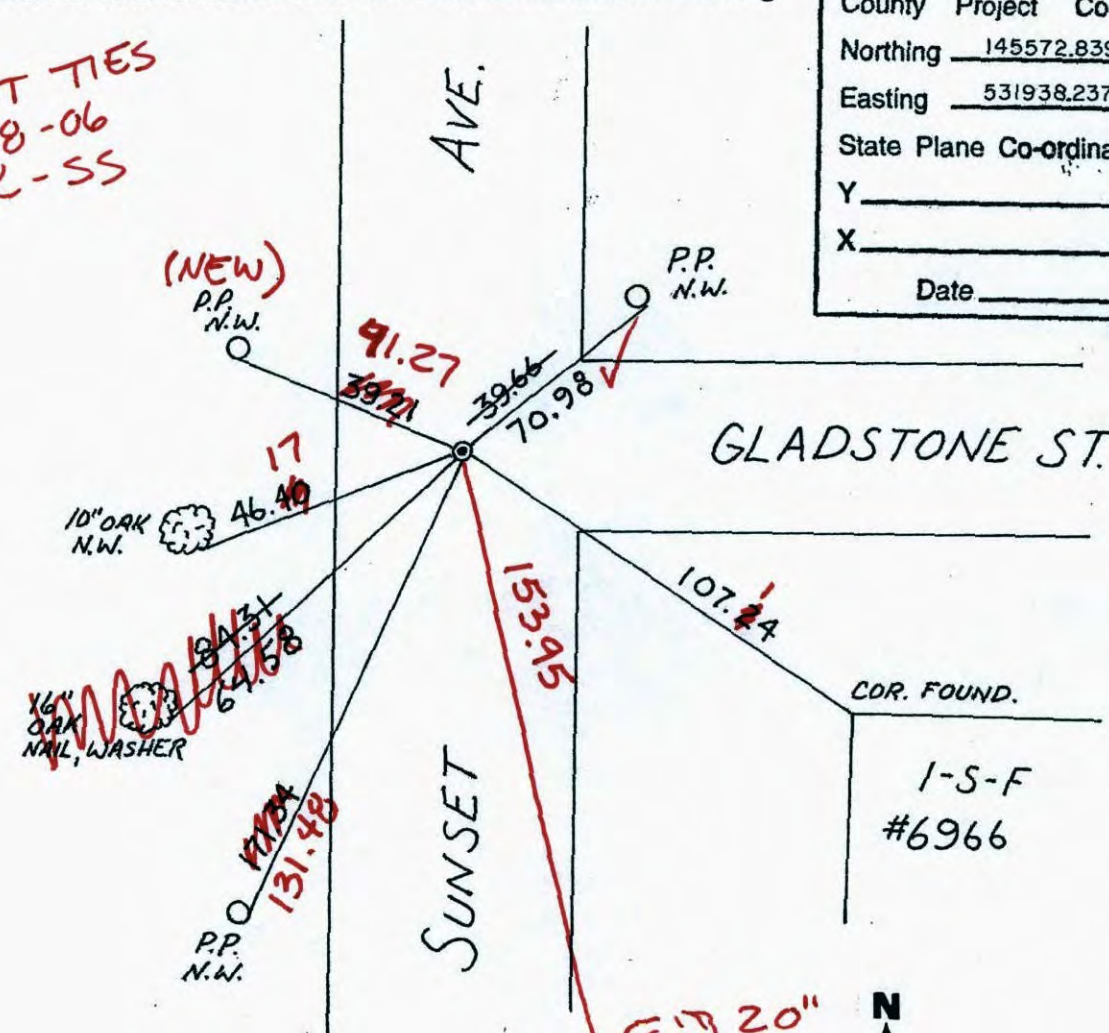 County Project Co
Northing 145572.839
Easting 531938.237
State Plane Co-ordina
Y
X
Date
T TIES
8-06
-SS
AVE.
(NEW)
P.P.
N.W.
P.P.
N.W.
91.27
39.21
39.66
70.98
GLADSTONE ST.
17
46.40
10" OAK
N.W.
153.95
1
107.24
84.31
64.58
16"
OAK
NAIL, WASHER
COR. FOUND.
1-S-F
#6966
131.48
SUNSET
P.P.
N.W.
20"
N